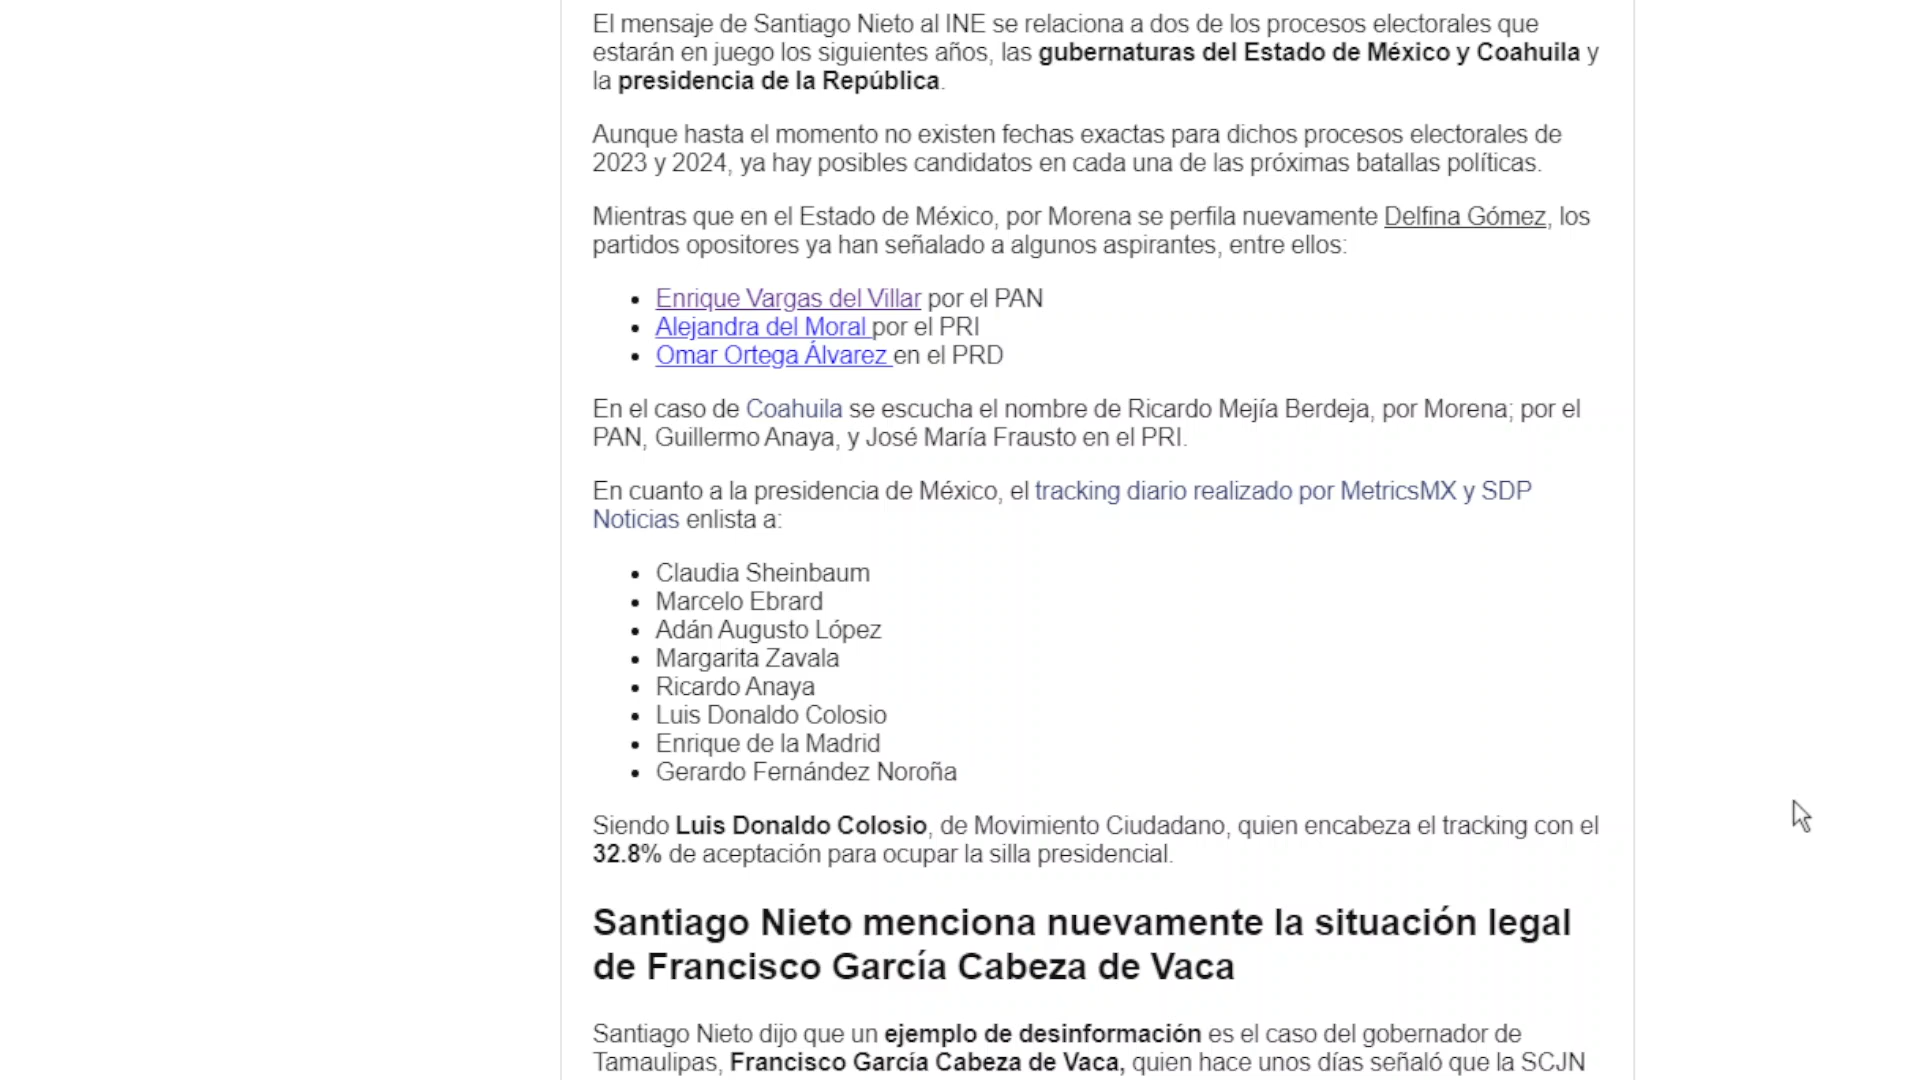 El mensaje de Santiago Nieto al INE se relaciona a dos de los procesos electorales que
estarán en juego los siguientes años, las gubernaturas del Estado de México y Coahuila y
la presidencia de la República.
Aunque hasta el momento no existen fechas exactas para dichos procesos electorales de
2023 y 2024, ya hay posibles candidatos en cada una de las próximas batallas políticas.
Mientras que en el Estado de México, por Morena se perfila nuevamente Delfina Gómez, los
partidos opositores ya han señalado a algunos aspirantes, entre ellos:
• Enrique Vargas del Villar por el PAN
• Alejandra del Moral por el PRI
• Omar Ortega Álvarez en el PRD
En el caso de Coahuila se escucha el nombre de Ricardo Mejía Berdeja, por Morena; por el
PAN, Guillermo Anaya, y José María Frausto en el PRI.
En cuanto a la presidencia de México, el tracking diario realizado por MetricsMX y SDP
Noticias enlista a:
• Claudia Sheinbaum
• Marcelo Ebrard
• Adán Augusto López
• Margarita Zavala
• Ricardo Anaya
• Luis Donaldo Colosio
• Enrique de la Madrid
• Gerardo Fernández Noroña
Siendo Luis Donaldo Colosio, de Movimiento Ciudadano, quien encabeza el tracking con el
32.8% de aceptación para ocupar la silla presidencial.
Santiago Nieto menciona nuevamente la situación legal
de Francisco García Cabeza de Vaca
Santiago Nieto dijo que un ejemplo de desinformación es el caso del gobernador de
Tamaulipas, Francisco García Cabeza de Vaca, quien hace unos días señaló que la SCJN